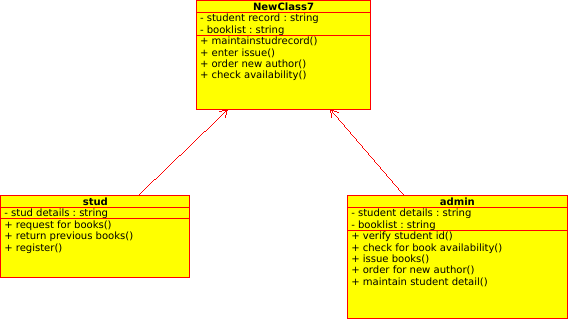 NewClass7
- student record : string
- booklist : string
+ maintainstudrecord()
+ enter issue()
+ order new author()
+ check availability()
stud
- stud details : string
+ request for books()
+ return previous books()
+ register()
admin
- student details : string
- booklist : string
+ verify student id()
+ check for book availability()
+ issue books()
+ order for new author()
+ maintain student detail()